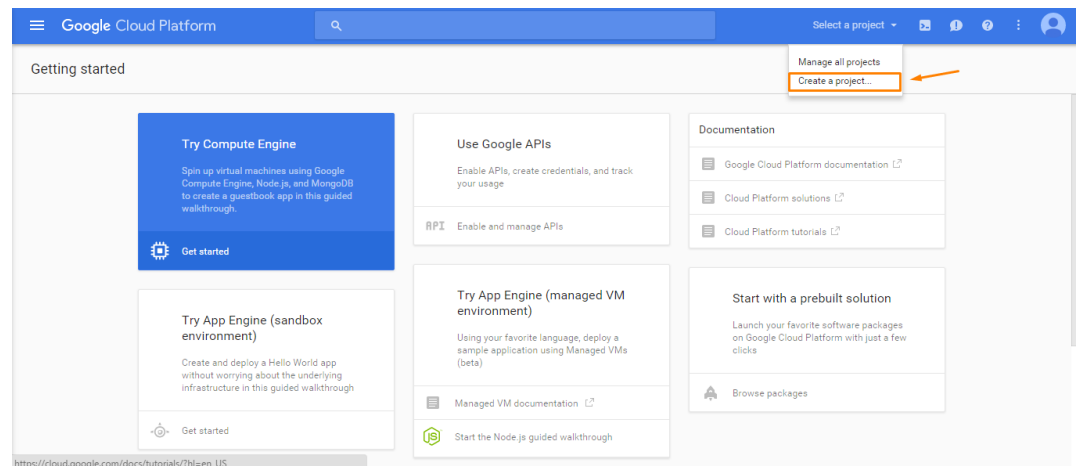 Google Cloud Platform
Select a project
Manage all projects
Create a project...
Getting started
Try Compute Engine
Spin up virtual machines using Google
Compute Engine, Node.js, and MongoDB
to create a guestbook app in this guided
walkthrough.
Get started
Try App Engine (sandbox
environment)
Create and deploy a Hello World app
without worrying about the underlying
infrastructure in this guided walkthrough
Get started
Use Google APIs
Enable APIs, create credentials, and track
your usage
API Enable and manage APIs
Try App Engine (managed VM
environment)
Using your favorite language, deploy a
sample application using Managed VMs
(beta)
Managed VM documentation
JS Start the Node.js guided walkthrough
Documentation
Google Cloud Platform documentation
Cloud Platform solutions
Cloud Platform tutorials
Start with a prebuilt solution
Launch your favorite software packages
on Google Cloud Platform with just a few
clicks
Browse packages
https://cloud.google.com/docs/tutorials/?hl=en_US